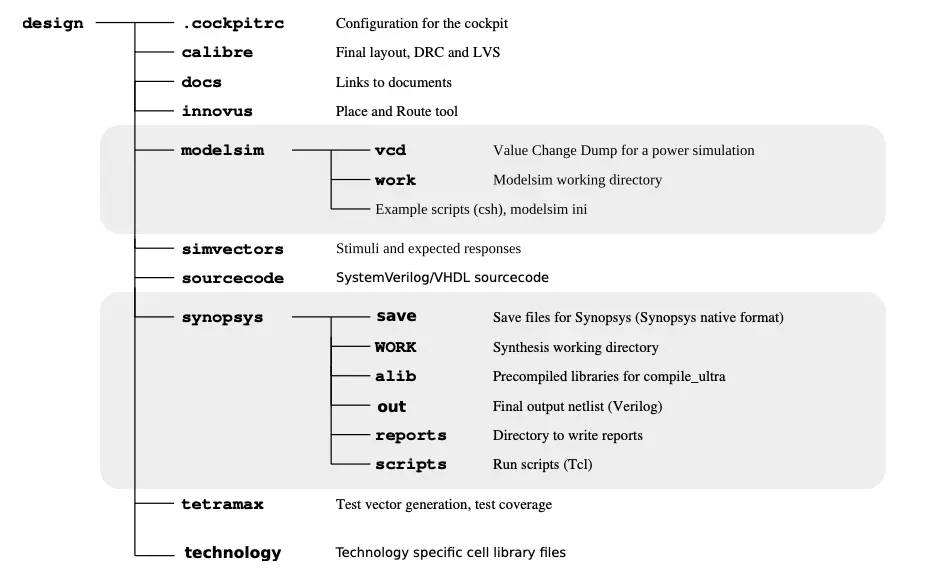 design .cockpitrc Configuration for the cockpit
calibre Final layout, DRC and LVS
docs Links to documents
innovus Place and Route tool
modelsim vcd Value Change Dump for a power simulation
work Modelsim working directory
Example scripts (csh), modelsim ini
simvectors Stimuli and expected responses
sourcecode SystemVerilog/VHDL sourcecode
synopsys save Save files for Synopsys (Synopsys native format)
WORK Synthesis working directory
alib Precompiled libraries for compile_ultra
out Final output netlist (Verilog)
reports Directory to write reports
scripts Run scripts (Tcl)
tetramax Test vector generation, test coverage
technology Technology specific cell library files